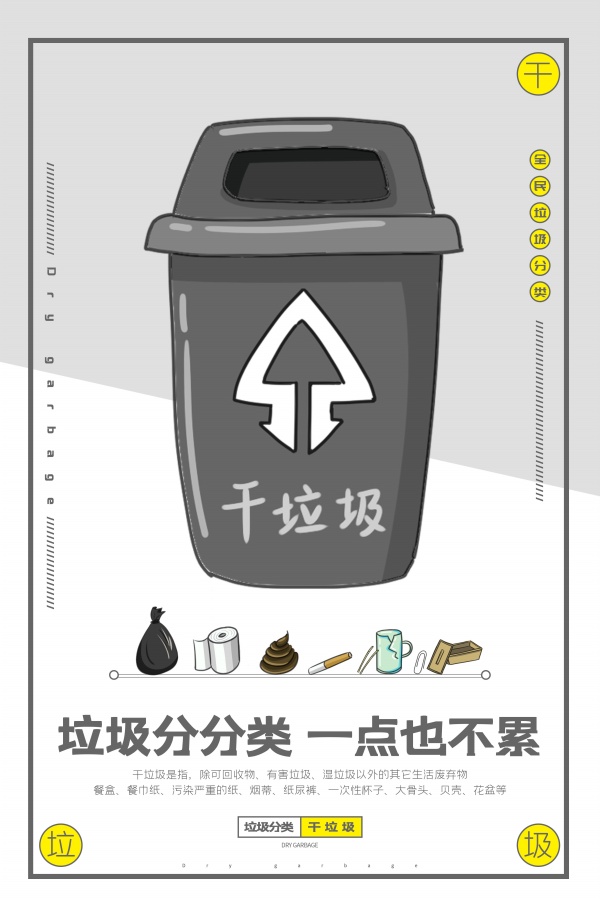 干
全民垃圾分类
Dry garbage
干垃圾
垃圾分分类 一点也不累
干垃圾是指、除可回收物、有害垃圾、湿垃圾以外的其它生活废弃物
餐盒、餐巾纸、污染严重的纸、烟蒂、纸尿裤、一次性杯子、大骨头、贝壳、花盆等
垃圾分类 干垃圾
DRY GARBAGE
垃 圾
Dry garbage